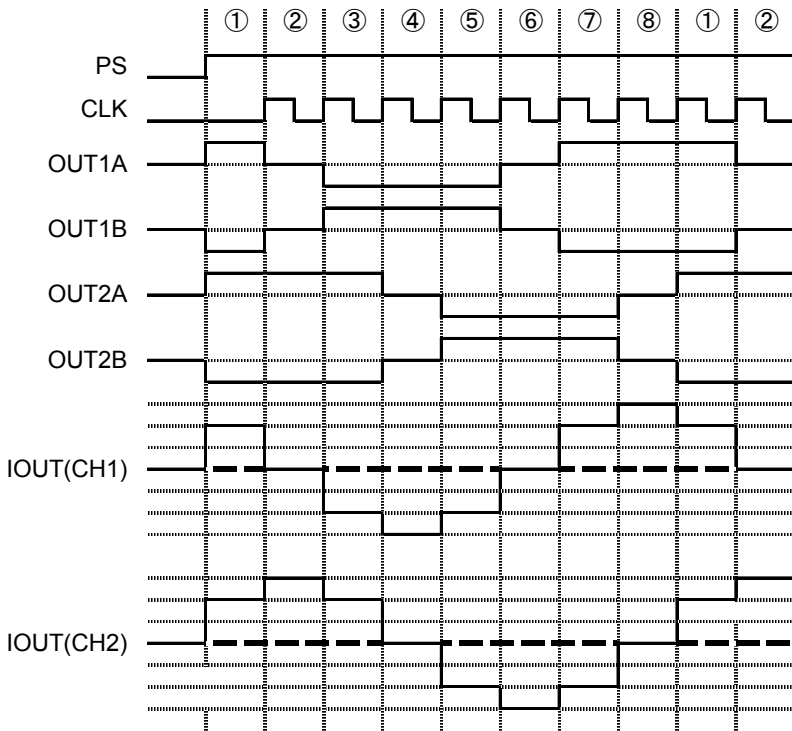 ① ② ③ ④ ⑤ ⑥ ⑦ ⑧ ① ②
PS
CLK
OUT1A
OUT1B
OUT2A
OUT2B
IOUT(CH1)
IOUT(CH2)